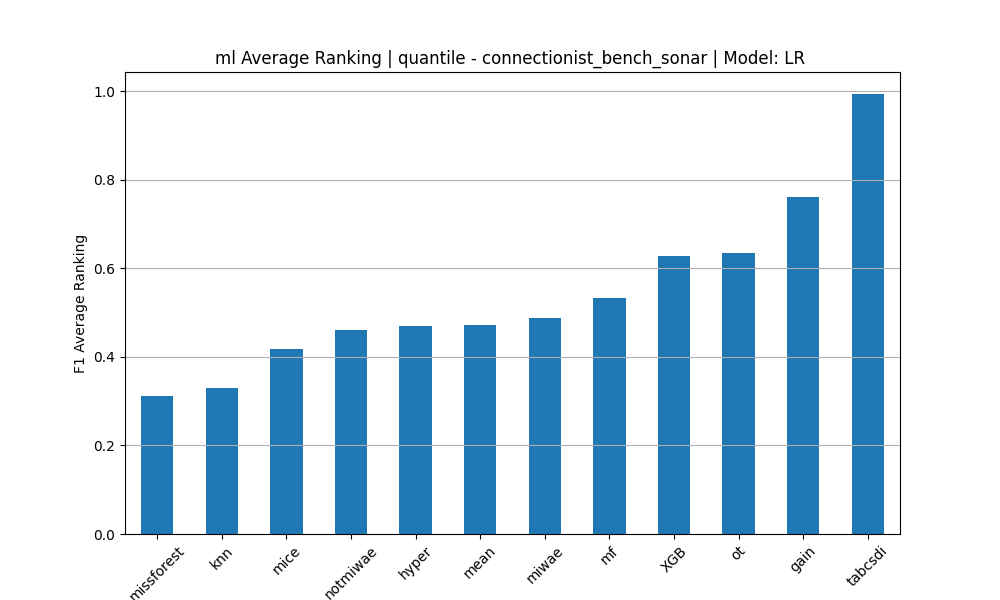 ml Average Ranking | quantile - connectionist_bench_sonar | Model: LR
F1 Average Ranking
1.0
0.8
0.6
0.4
0.2
0.0
missforest
knn
mice
notmiwae
hyper
mean
miwae
mf
XGB
ot
gain
tabcsdi